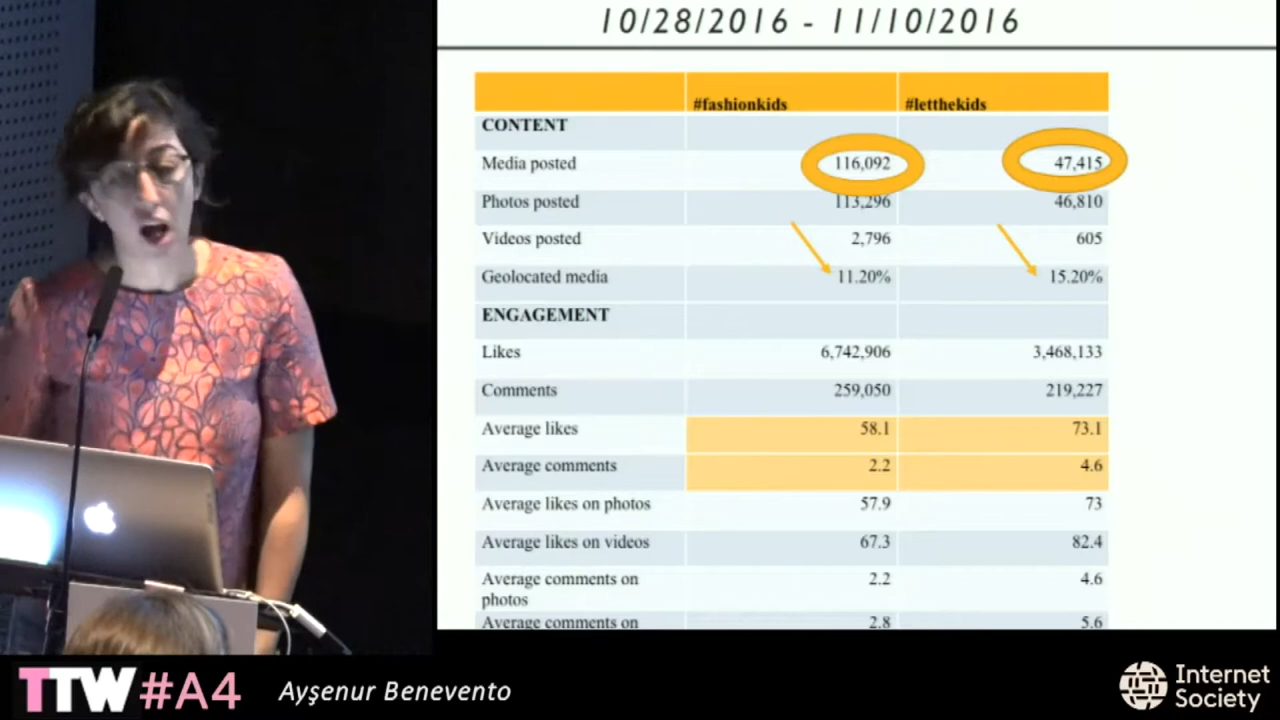 10/28/2016 - 11/10/2016
#fashionkids #letthekids
CONTENT
Media posted 116,092 47,415
Photos posted 113,296 46,810
Videos posted 2,796 605
Geolocated media 11.20% 15.20%
ENGAGEMENT
Likes 6,742,906 3,468,133
Comments 259,050 219,227
Average likes 58.1 73.1
Average comments 2.2 4.6
Average likes on photos 57.9 73
Average likes on videos 67.3 82.4
Average comments on 2.2 4.6
photos
Average comments on 2.8 5.6
TTW#A4 Ayşenur Benevento
Internet
Society